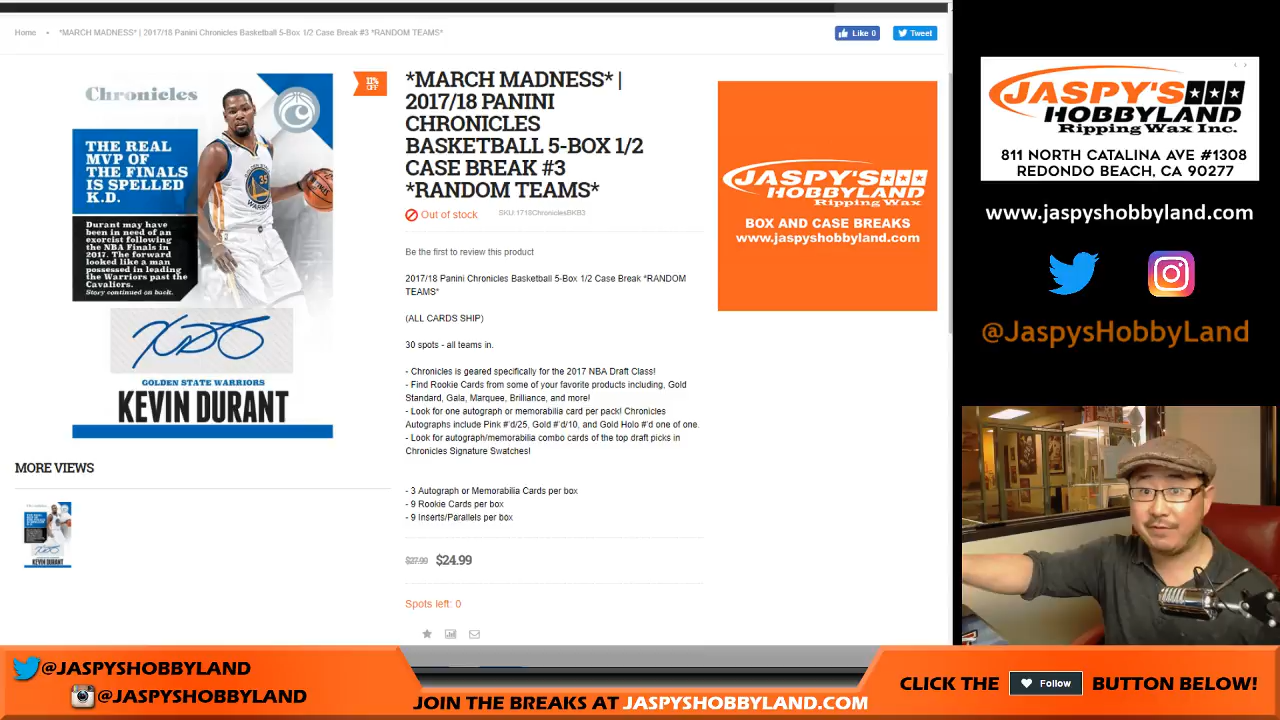 Home • *MARCH MADNESS* | 2017/18 Panini Chronicles Basketball 5-Box 1/2 Case Break #3 *RANDOM TEAMS*
Like 0
Tweet
Chronicles
THE REAL
MVP OF
THE FINALS
IS SPELLED
K.D.
Durant may have
been in need of an
exorcist following
the NBA Finals in
2017. The forward
looked like a man
possessed in leading
the Warriors past the
Cavaliers.
Story continued on back.
GOLDEN STATE WARRIORS
KEVIN DURANT
11%
OFF
*MARCH MADNESS* |
2017/18 PANINI
CHRONICLES
BASKETBALL 5-BOX 1/2
CASE BREAK #3
*RANDOM TEAMS*
Out of stock
SKU:1718ChroniclesBKB3
Be the first to review this product
2017/18 Panini Chronicles Basketball 5-Box 1/2 Case Break *RANDOM
TEAMS*
(ALL CARDS SHIP)
30 spots - all teams in.
- Chronicles is geared specifically for the 2017 NBA Draft Class!
- Find Rookie Cards from some of your favorite products including, Gold
Standard, Gala, Marquee, Brilliance, and more!
- Look for one autograph or memorabilia card per pack! Chronicles
Autographs include Pink #'d/25, Gold #'d/10, and Gold Holo #'d one of one.
- Look for autograph/memorabilia combo cards of the top draft picks in
Chronicles Signature Swatches!
- 3 Autograph or Memorabilia Cards per box
- 9 Rookie Cards per box
- 9 Inserts/Parallels per box
$27.99 $24.99
Spots left: 0
MORE VIEWS
JASPY'S
HOBBYLAND
Ripping Wax Inc.
BOX AND CASE BREAKS
www.jaspyshobbyland.com
JASPY'S
HOBBYLAND
Ripping Wax Inc.
811 NORTH CATALINA AVE #1308
REDONDO BEACH, CA 90277
www.jaspyshobbyland.com
@JaspysHobbyLand
@JASPYSHOBBYLAND
@JASPYSHOBBYLAND
JOIN THE BREAKS AT JASPYSHOBBYLAND.COM
CLICK THE Follow BUTTON BELOW!